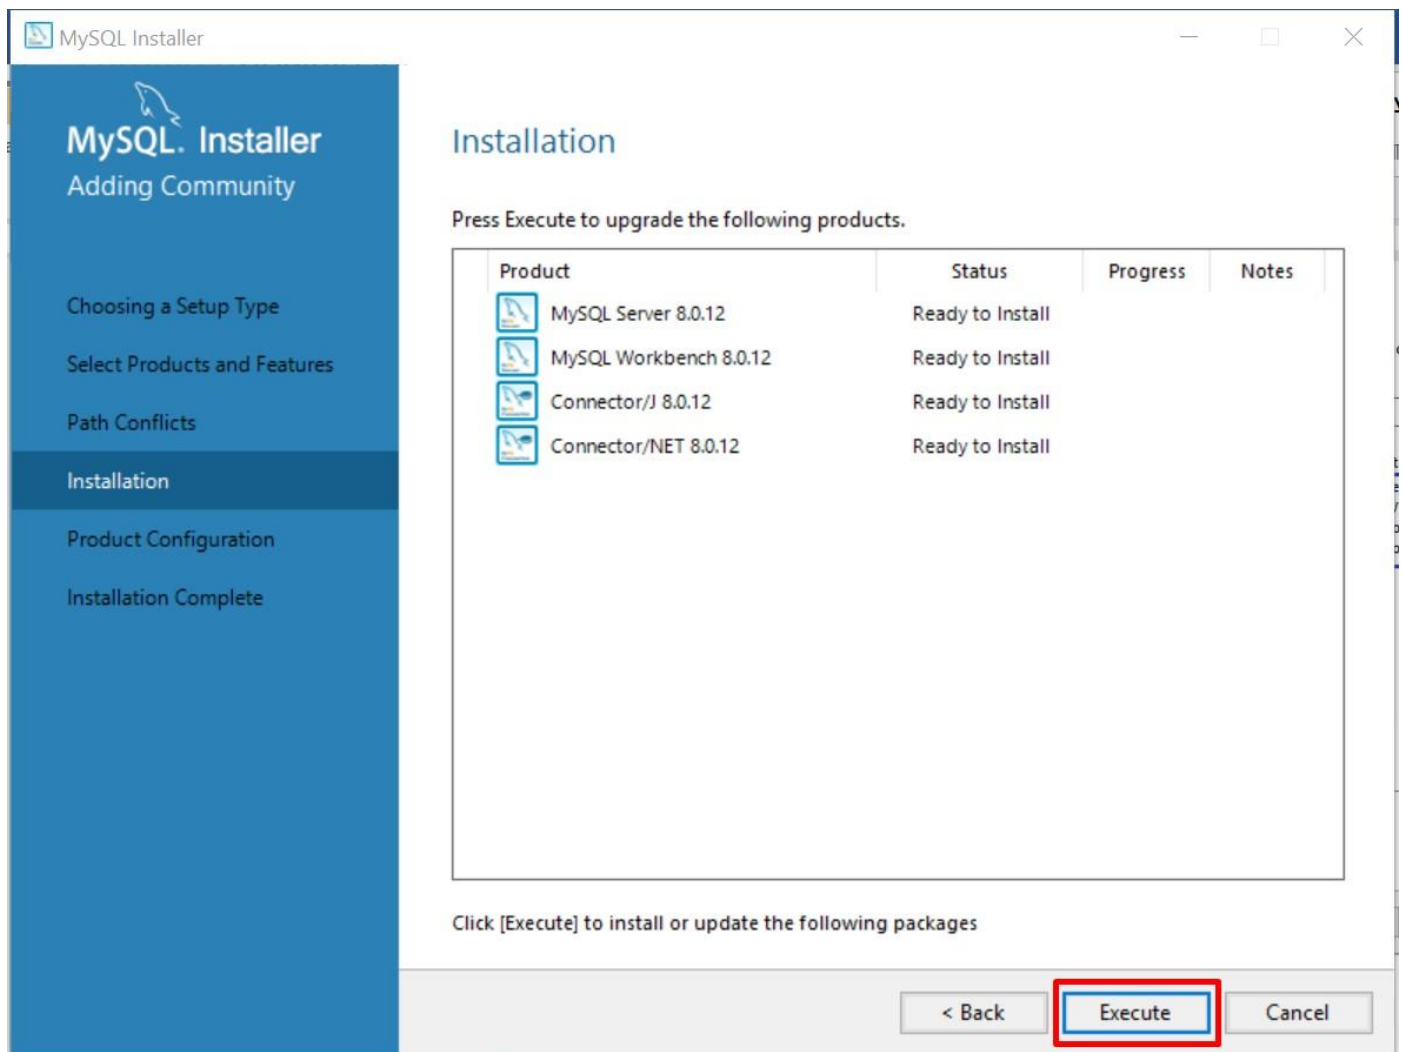 MySQL Installer
MySQL. Installer
Adding Community
Choosing a Setup Type
Select Products and Features
Path Conflicts
Installation
Product Configuration
Installation Complete
Installation
Press Execute to upgrade the following products.
Product Status Progress Notes
MySQL Server 8.0.12 Ready to Install
MySQL Workbench 8.0.12 Ready to Install
Connector/J 8.0.12 Ready to Install
Connector/NET 8.0.12 Ready to Install
Click [Execute] to install or update the following packages
< Back Execute Cancel